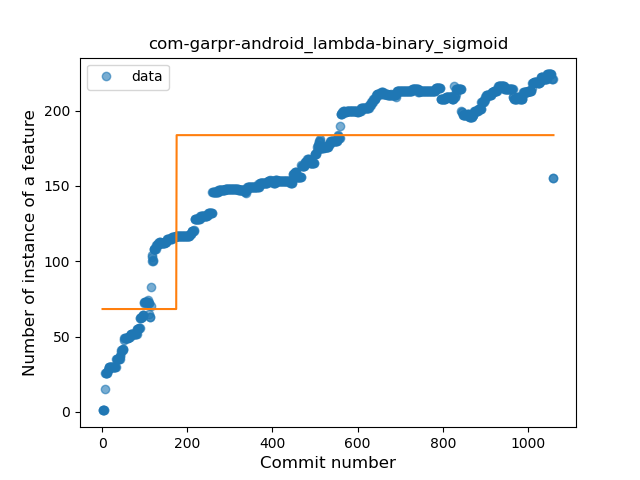 com-garpr-android_lambda-binary_sigmoid
data
Number of instance of a feature
200
150
100
50
0
0 200 400 600 800 1000
Commit number